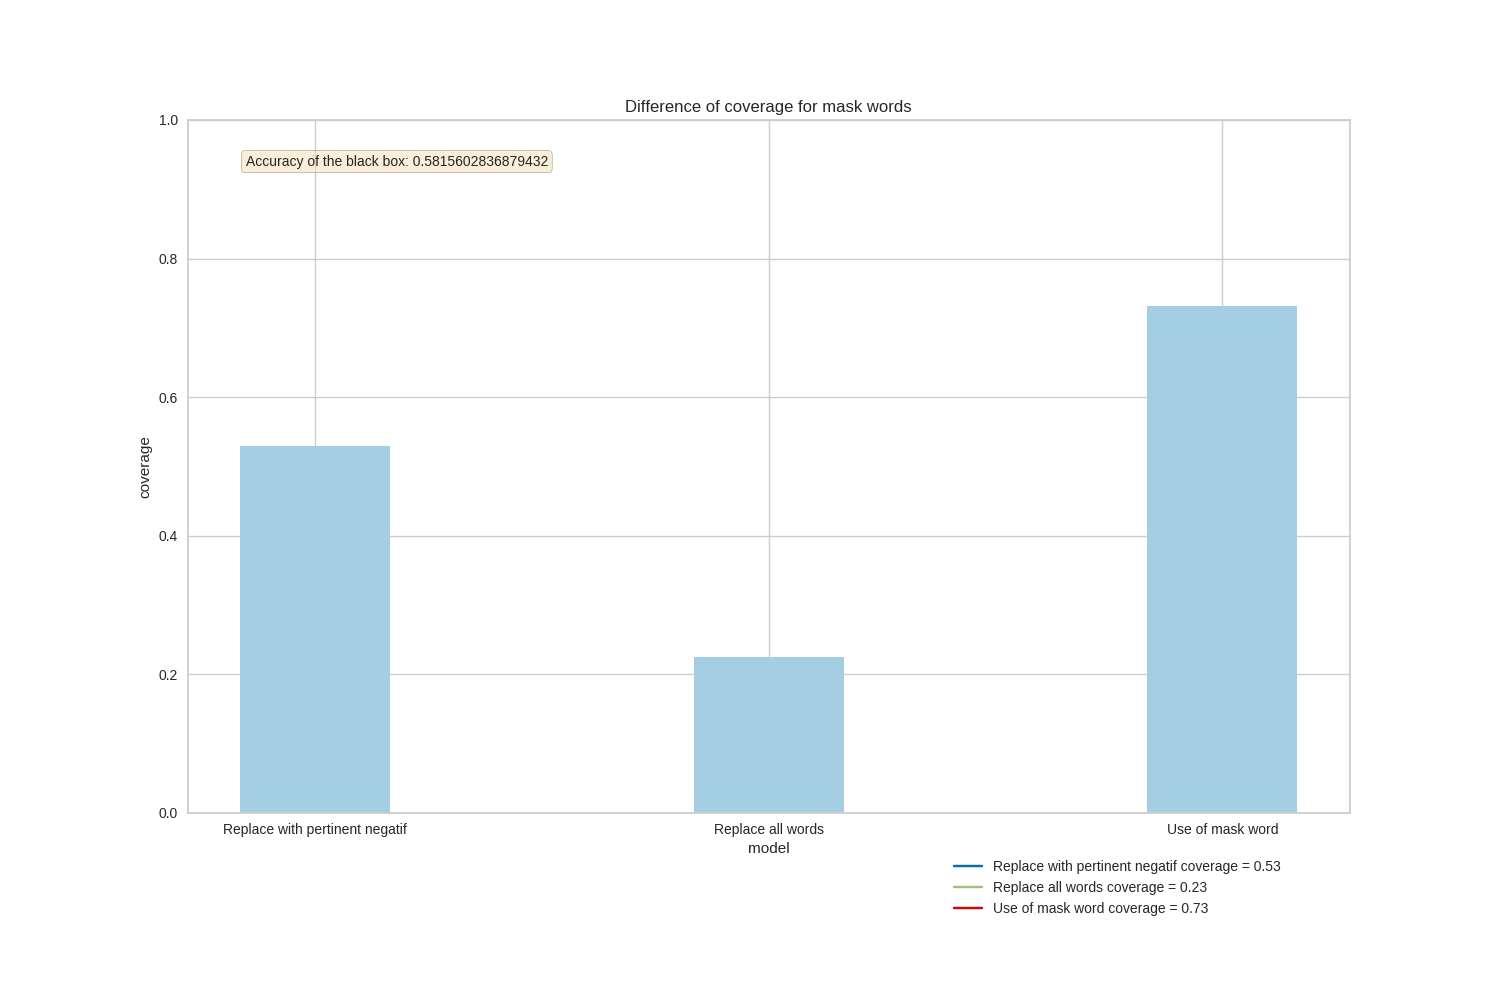 Difference of coverage for mask words
1.0
Accuracy of the black box: 0.5815602836879432
0.8
0.6
coverage
0.4
0.2
0.0
Replace with pertinent negatif
Replace all words
Use of mask word
model
Replace with pertinent negatif coverage = 0.53
Replace all words coverage = 0.23
Use of mask word coverage = 0.73